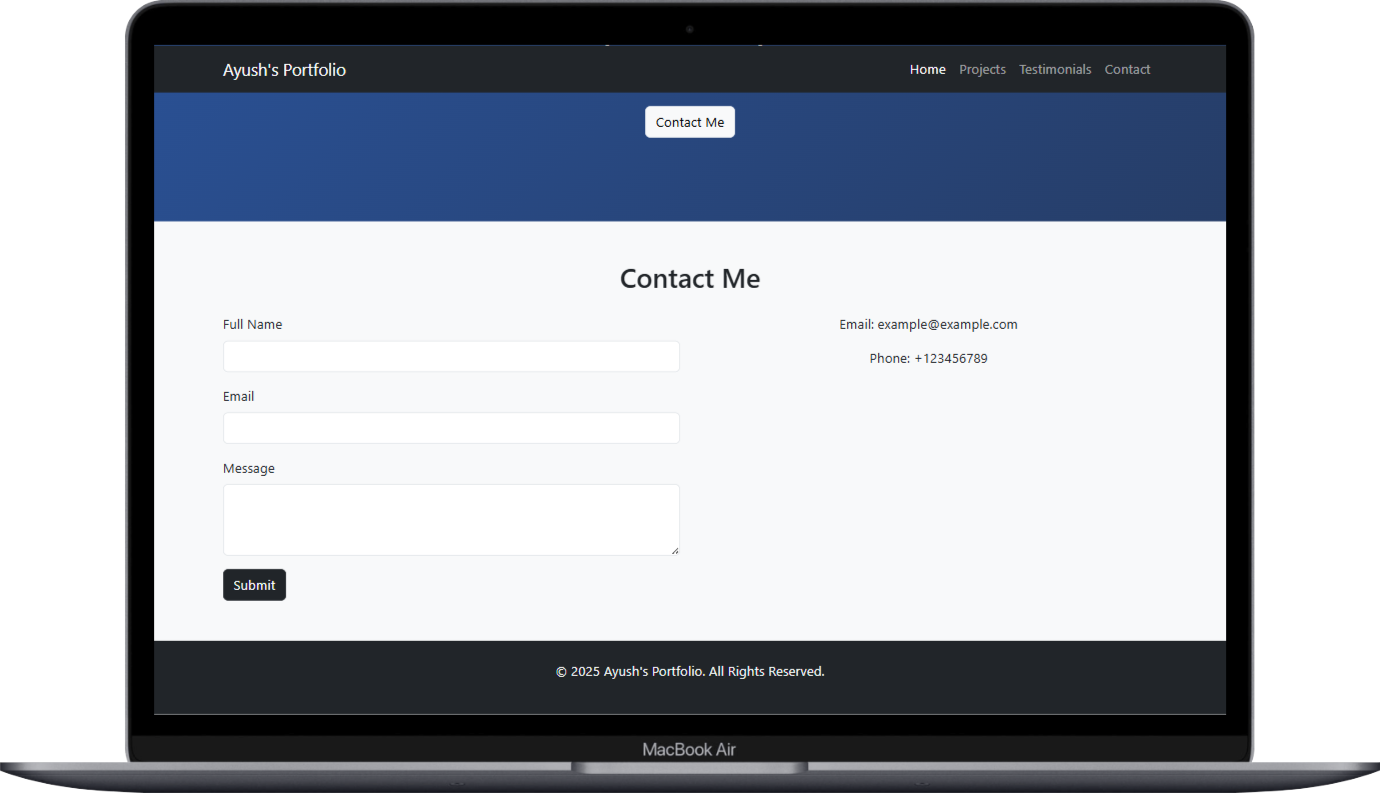 Ayush's Portfolio Home Projects Testimonials Contact
Contact Me
Contact Me
Full Name
Email: example@example.com
Phone: +123456789
Email
Message
Submit
© 2025 Ayush's Portfolio. All Rights Reserved.
MacBook Air